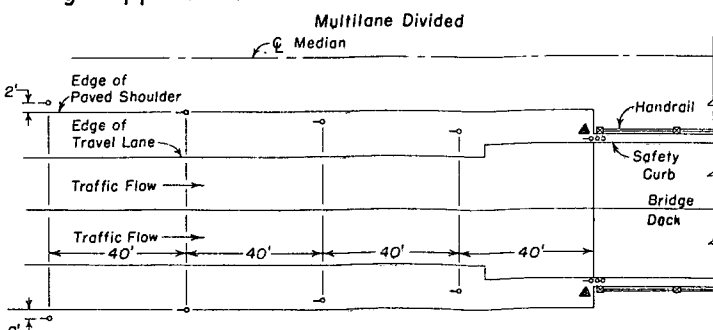 Multilane Divided
℄ Median
2'
Edge of
Paved Shoulder
Handrail
Edge of
Travel Lane
Safety
Curb
Traffic Flow
Bridge
Deck
Traffic Flow
40'
40'
40'
40'